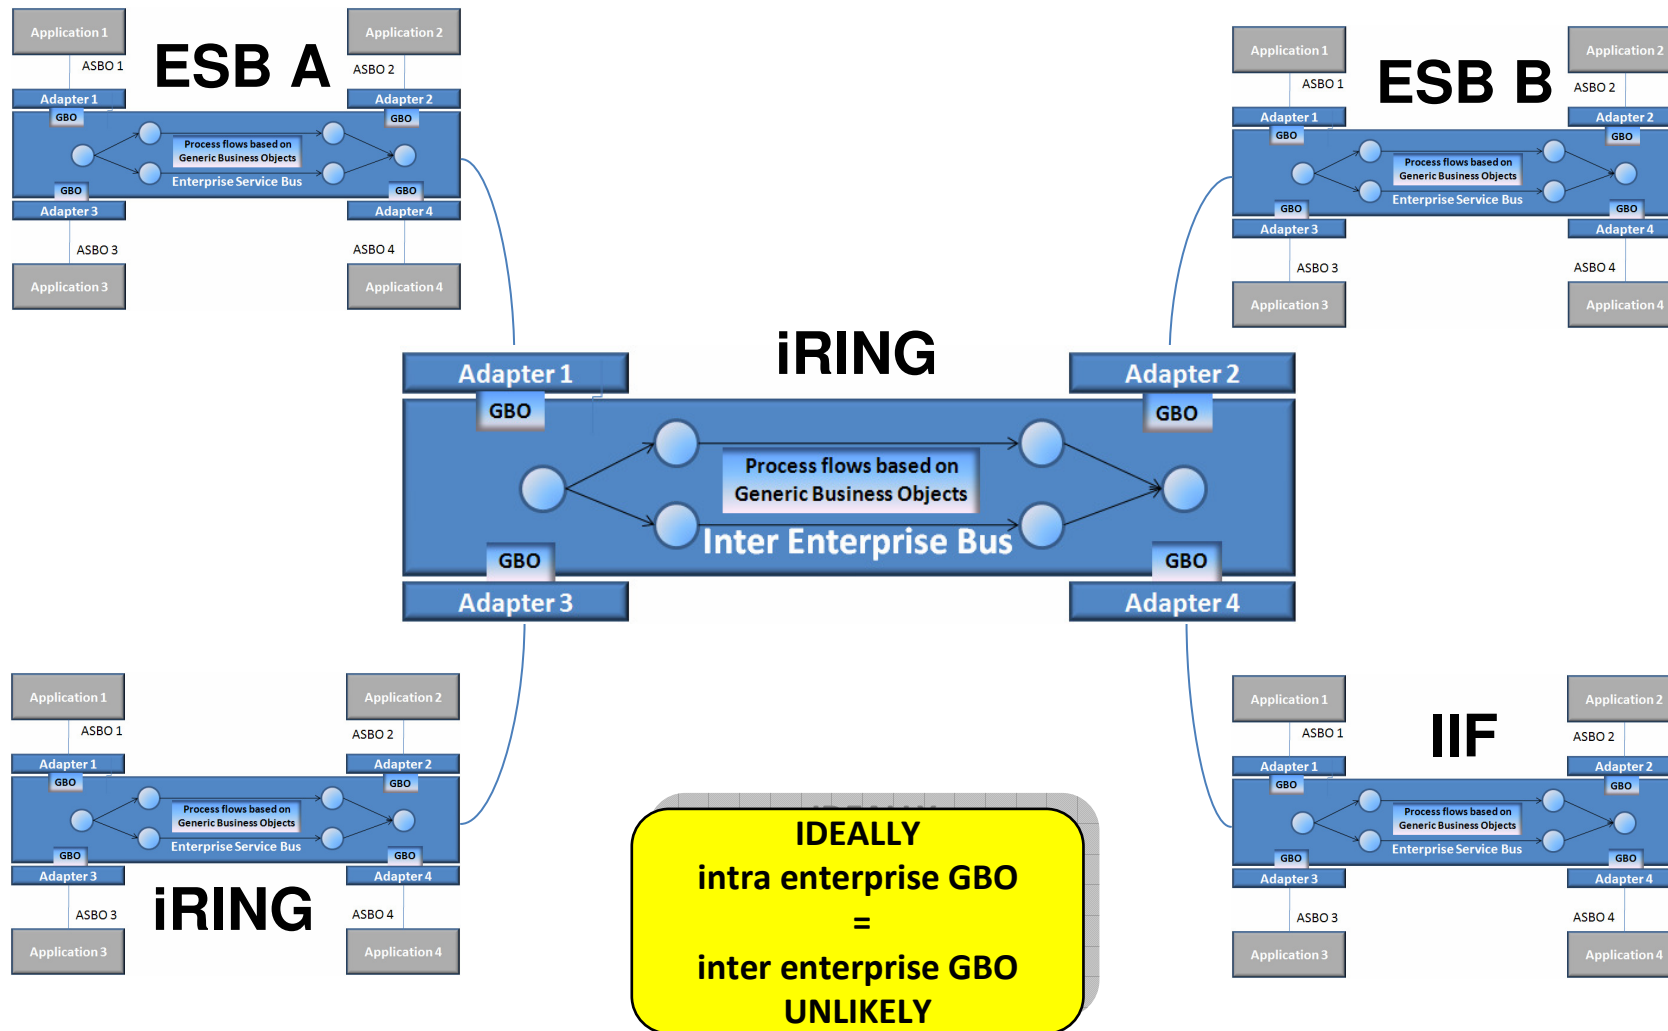 Application 1
Application 2
ESB A
ASBO 1
ASBO 2
Adapter 1
Adapter 2
GBO
GBO
Process flows based on
Generic Business Objects
Enterprise Service Bus
GBO
GBO
Adapter 3
Adapter 4
ASBO 3
ASBO 4
Application 3
Application 4
Application 1
Application 2
ESB B
ASBO 1
ASBO 2
Adapter 1
Adapter 2
GBO
GBO
Process flows based on
Generic Business Objects
Enterprise Service Bus
GBO
GBO
Adapter 3
Adapter 4
ASBO 3
ASBO 4
Application 3
Application 4
iRING
Adapter 1
Adapter 2
GBO
GBO
Process flows based on
Generic Business Objects
Inter Enterprise Bus
GBO
GBO
Adapter 3
Adapter 4
Application 1
Application 2
ASBO 1
ASBO 2
Adapter 1
Adapter 2
GBO
GBO
Process flows based on
Generic Business Objects
Enterprise Service Bus
GBO
GBO
Adapter 3
Adapter 4
iRING
ASBO 3
ASBO 4
Application 3
Application 4
Application 1
Application 2
IIF
ASBO 1
ASBO 2
Adapter 1
Adapter 2
GBO
GBO
Process flows based on
Generic Business Objects
Enterprise Service Bus
GBO
GBO
Adapter 3
Adapter 4
ASBO 3
ASBO 4
Application 3
Application 4
IDEALLY
intra enterprise GBO
=
inter enterprise GBO
UNLIKELY